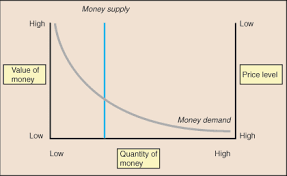 Money supply
High
Low
Value of
money
Price level
Money demand
Low
High
Low
Quantity of
money
High